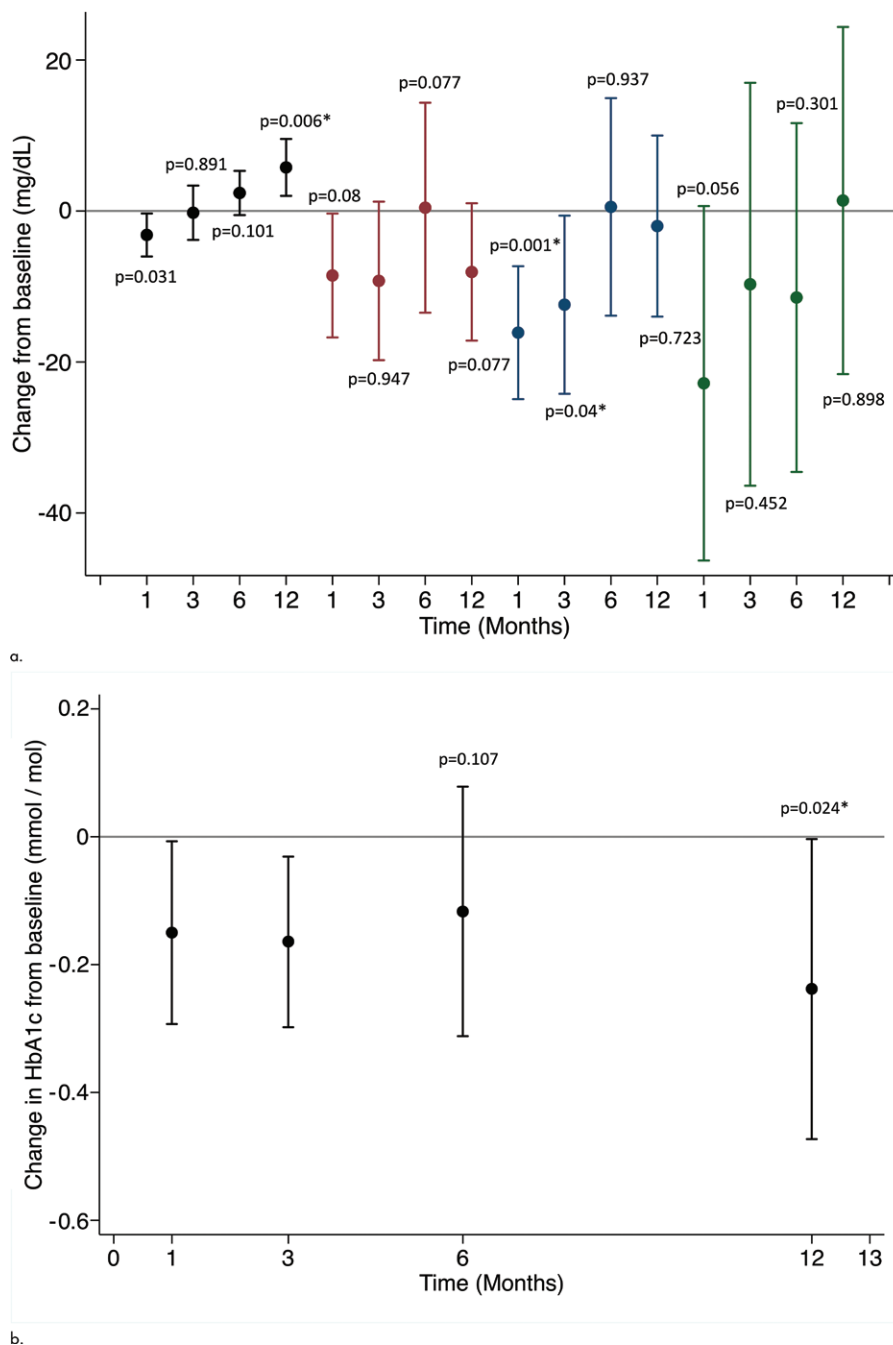 20
0
-20
-40
Change from baseline (mg/dL)
p=0.077
p=0.937
p=0.006*
p=0.301
p=0.891
p=0.08
p=0.056
p=0.101
p=0.001*
p=0.031
p=0.723
p=0.947
p=0.077
p=0.04*
p=0.898
p=0.452
1 3 6 12 1 3 6 12 1 3 6 12 1 3 6 12
Time (Months)
a.
0.2
0
-0.2
-0.4
-0.6
Change in HbA1c from baseline (mmol / mol)
p=0.107
p=0.024*
0 1 3 6 12 13
Time (Months)
b.